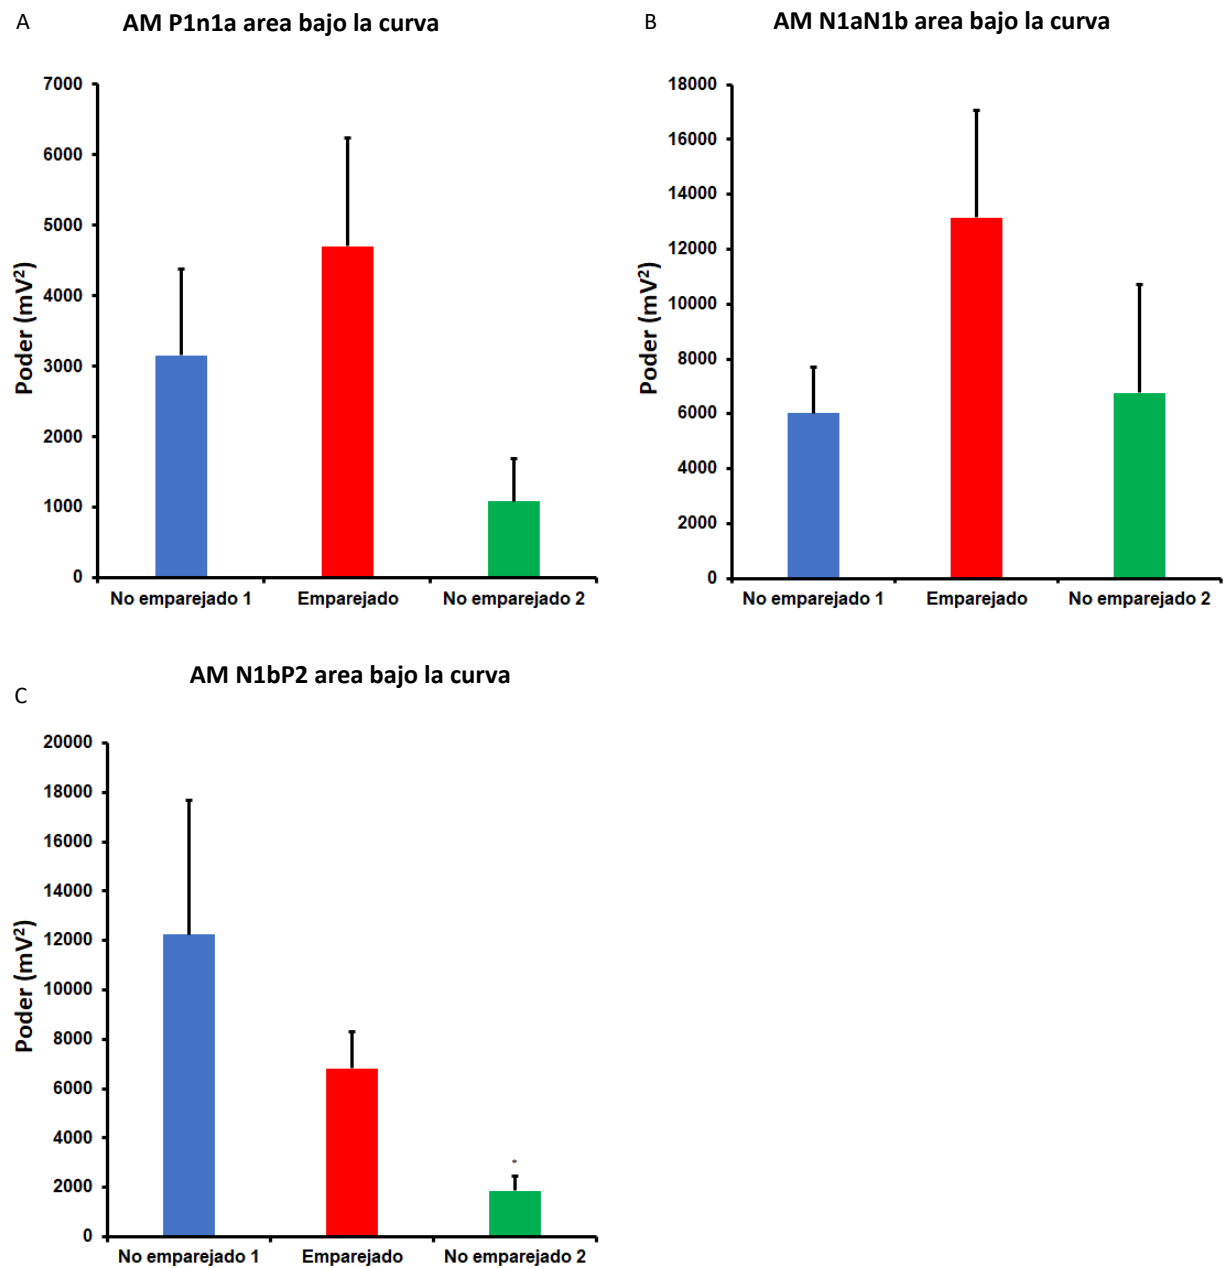 A
AM P1n1a area bajo la curva
7000
6000
5000
4000
3000
2000
1000
0
Poder (mV²)
No emparejado 1 Emparejado No emparejado 2
B
AM N1aN1b area bajo la curva
18000
16000
14000
12000
10000
8000
6000
4000
2000
0
Poder (mV²)
No emparejado 1 Emparejado No emparejado 2
C
AM N1bP2 area bajo la curva
20000
18000
16000
14000
12000
10000
8000
6000
4000
2000
0
Poder (mV²)
*
No emparejado 1 Emparejado No emparejado 2